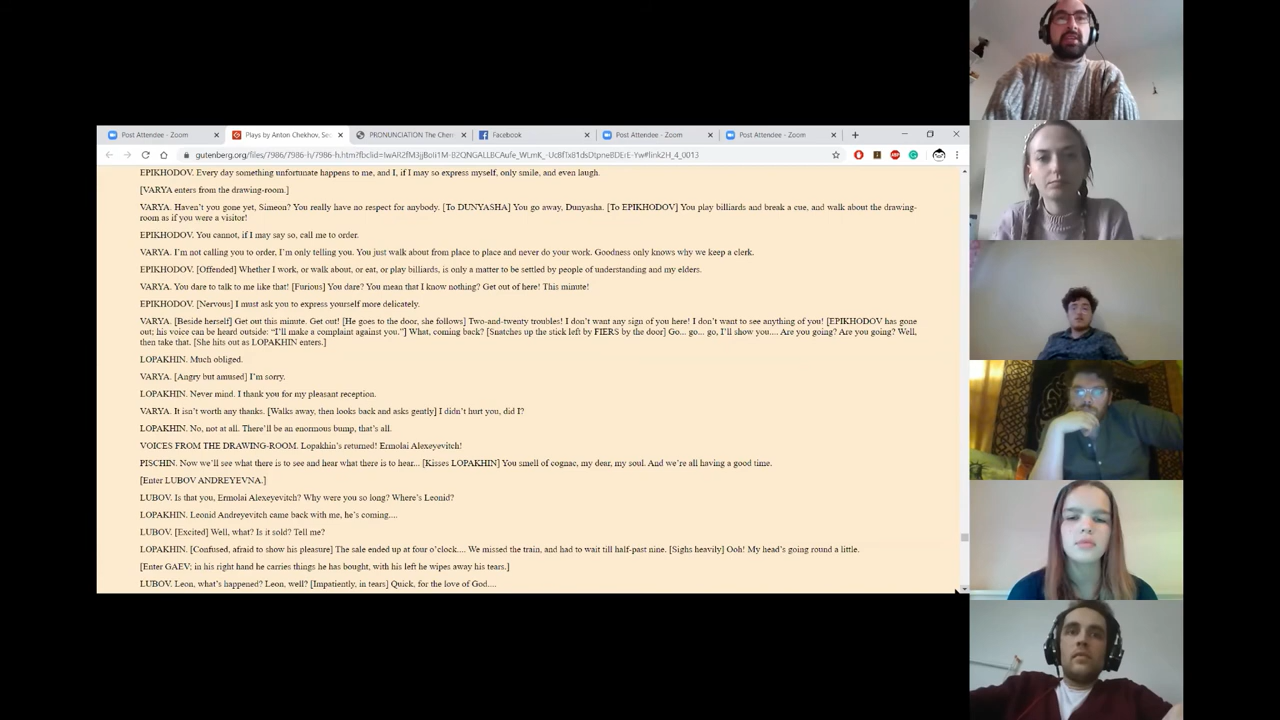 Post Attendee - Zoom
Plays by Anton Chekhov, Sec
PRONUNCIATION The Cher
Facebook
Post Attendee - Zoom
Post Attendee - Zoom
EPIKHODOV. Every day something unfortunate happens to me, and I, if I may so express myself, only smile, and even laugh.
[VARYA enters from the drawing-room.]
VARYA. Haven't you gone yet, Simeon? You really have no respect for anybody. [To DUNYASHA] You go away, Dunyasha. [To EPIKHODOV] You play billiards and break a cue, and walk about the drawing-
room as if you were a visitor!
EPIKHODOV. You cannot, if I may say so, call me to order.
VARYA. I'm not calling you to order, I'm only telling you. You just walk about from place to place and never do your work. Goodness only knows why we keep a clerk.
EPIKHODOV. [Offended] Whether I work, or walk about, or eat, or play billiards, is only a matter to be settled by people of understanding and my elders.
VARYA. You dare to talk to me like that! [Furious] You dare? You mean that I know nothing? Get out of here! This minute!
EPIKHODOV. [Nervous] I must ask you to express yourself more delicately.
VARYA. [Beside herself] Get out this minute. Get out! [He goes to the door, she follows] Two-and-twenty troubles! I don't want any sign of you here! I don't want to see anything of you! [EPIKHODOV has gone
out; his voice can be heard outside: “I'll make a complaint against you.”] What, coming back? [Snatches up the stick left by FIERS by the door] Go... go... go, I'll show you.... Are you going? Are you going? Well,
then take that. [She hits out as LOPAKHIN enters.]
LOPAKHIN. Much obliged.
VARYA. [Angry but amused] I'm sorry.
LOPAKHIN. Never mind. I thank you for my pleasant reception.
VARYA. It isn't worth any thanks. [Walks away, then looks back and asks gently] I didn't hurt you, did I?
LOPAKHIN. No, not at all. There'll be an enormous bump, that's all.
VOICES FROM THE DRAWING-ROOM. Lopakhin's returned! Ermolai Alexeyevitch!
PISCHIN. Now we'll see what there is to see and hear what there is to hear... [Kisses LOPAKHIN] You smell of cognac, my dear, my soul. And we're all having a good time.
[Enter LUBOV ANDREYEVNA.]
LUBOV. Is that you, Ermolai Alexeyevitch? Why were you so long? Where's Leonid?
LOPAKHIN. Leonid Andreyevitch came back with me, he's coming....
LUBOV. [Excited] Well, what? Is it sold? Tell me?
LOPAKHIN. [Confused, afraid to show his pleasure] The sale ended up at four o'clock.... We missed the train, and had to wait till half-past nine. [Sighs heavily] Ooh! My head's going round a little.
[Enter GAEV; in his right hand he carries things he has bought, with his left he wipes away his tears.]
LUBOV. Leon, what's happened? Leon, well? [Impatiently, in tears] Quick, for the love of God....